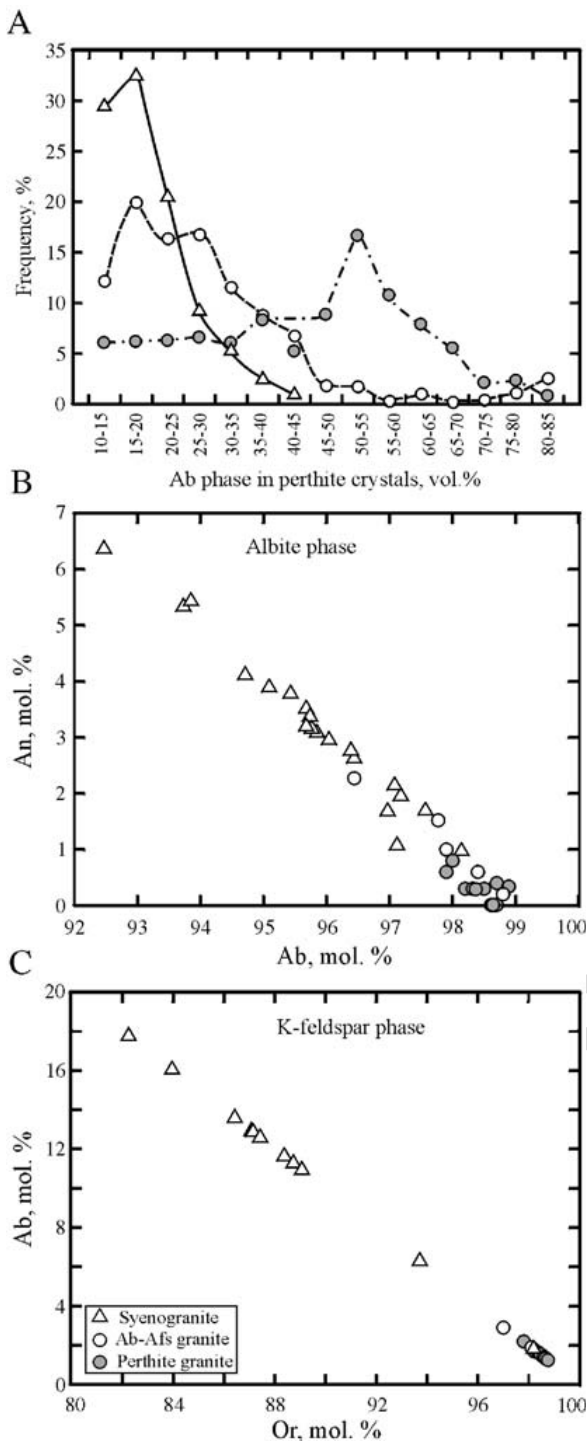 A
35
30
25
20
15
10
5
0
Frequency, %
10-15
15-20
20-25
25-30
30-35
35-40
40-45
45-50
50-55
55-60
60-65
65-70
70-75
75-80
80-85
Ab phase in perthite crystals, vol.%
B
7
6
5
4
3
2
1
0
An, mol. %
Albite phase
92 93 94 95 96 97 98 99 100
Ab, mol. %
C
20
16
12
8
4
0
Ab, mol. %
K-feldspar phase
Syenogranite
Ab-Afs granite
Perthite granite
80 84 88 92 96 100
Or, mol. %